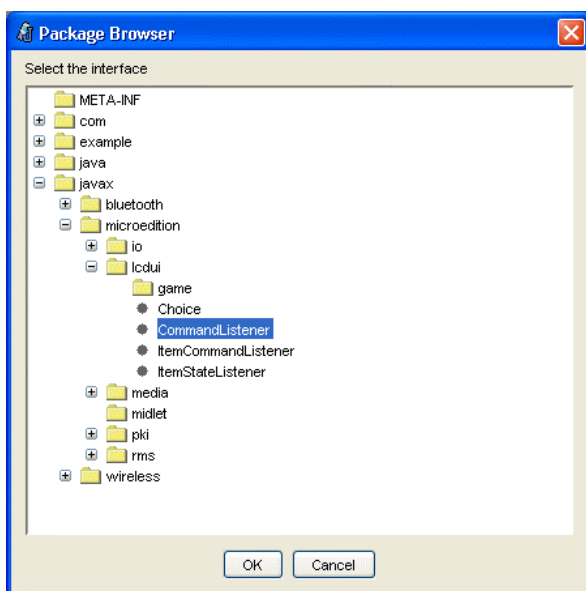 Package Browser
Select the interface
META-INF
com
example
java
javax
bluetooth
microedition
io
lcdui
game
Choice
CommandListener
ItemCommandListener
ItemStateListener
media
midlet
pki
rms
wireless
OK Cancel